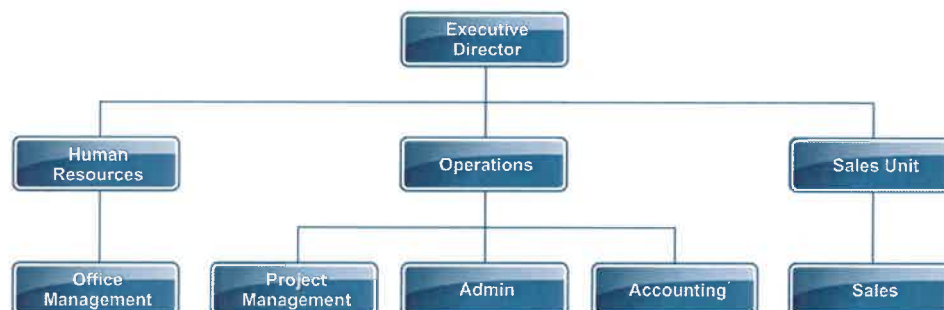 Executive
Director
Human
Resources
Operations
Sales Unit
Office
Management
Project
Management
Admin
Accounting
Sales